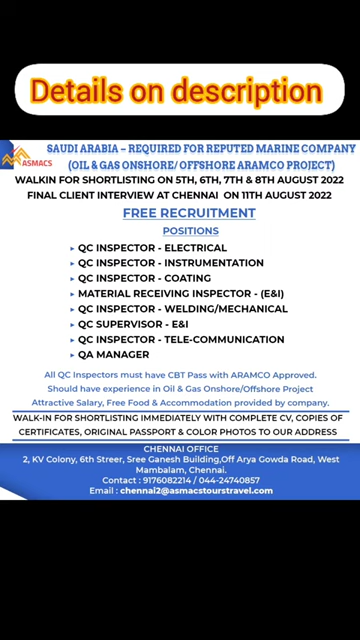 Details on description
ASMACS
SAUDI ARABIA – REQUIRED FOR REPUTED MARINE COMPANY
(OIL & GAS ONSHORE/ OFFSHORE ARAMCO PROJECT)
WALKIN FOR SHORTLISTING ON 5TH, 6TH, 7TH & 8TH AUGUST 2022
FINAL CLIENT INTERVIEW AT CHENNAI ON 11TH AUGUST 2022
FREE RECRUITMENT
POSITIONS
▸ QC INSPECTOR - ELECTRICAL
▸ QC INSPECTOR - INSTRUMENTATION
▸ QC INSPECTOR - COATING
▸ MATERIAL RECEIVING INSPECTOR - (E&I)
▸ QC INSPECTOR - WELDING/MECHANICAL
▸ QC SUPERVISOR - E&I
▸ QC INSPECTOR - TELE-COMMUNICATION
▸ QA MANAGER
All QC Inspectors must have CBT Pass with ARAMCO Approved.
Should have experience in Oil & Gas Onshore/Offshore Project
Attractive Salary, Free Food & Accommodation provided by company.
WALK-IN FOR SHORTLISTING IMMEDIATELY WITH COMPLETE CV, COPIES OF
CERTIFICATES, ORIGINAL PASSPORT & COLOR PHOTOS TO OUR ADDRESS
CHENNAI OFFICE
2, KV Colony, 6th Streer, Sree Ganesh Building,Off Arya Gowda Road, West
Mambalam, Chennai.
Contact : 9176082214 / 044-24740857
Email : chennai2@asmacstourstravel.com